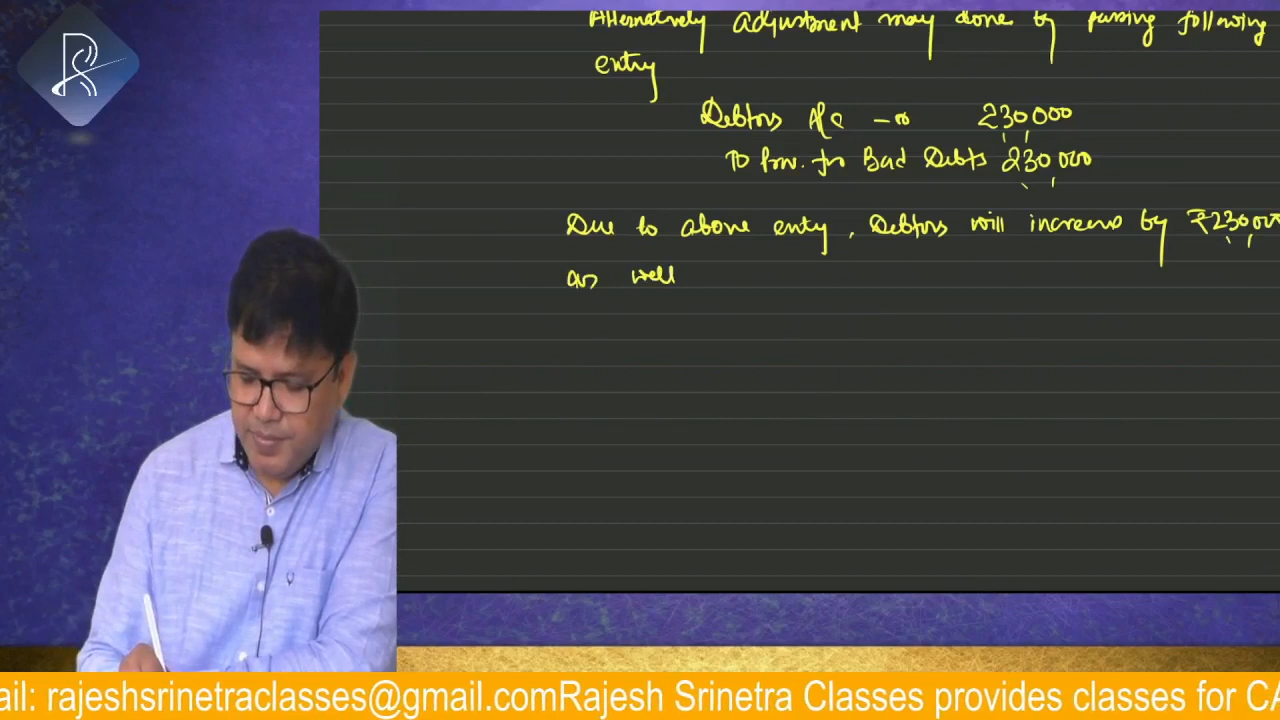 Alternatively adjustment may done by passing following
entry
Debtors A/c - Dr 230000
To Prov. for Bad Debts 230000
Due to above entry, Debtors will increase by ₹230000
as well
ail: rajeshsrinetraclasses@gmail.comRajesh Srinetra Classes provides classes for CA